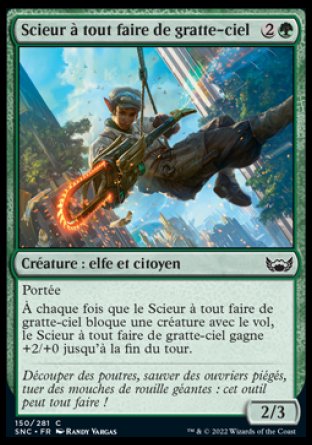 Scieur à tout faire de gratte-ciel 2
Créature : elfe et citoyen
Portée
À chaque fois que le Scieur à tout faire de
gratte-ciel bloque une créature avec le vol,
le Scieur à tout faire de gratte-ciel gagne
+2/+0 jusqu'à la fin du tour.
Découper des poutres, sauver des ouvriers piégés,
tuer des mouches de rouille géantes : cet outil
peut tout faire !
2/3
150/281 C
SNC • FR Randy Vargas
™ & © 2022 Wizards of the Coast